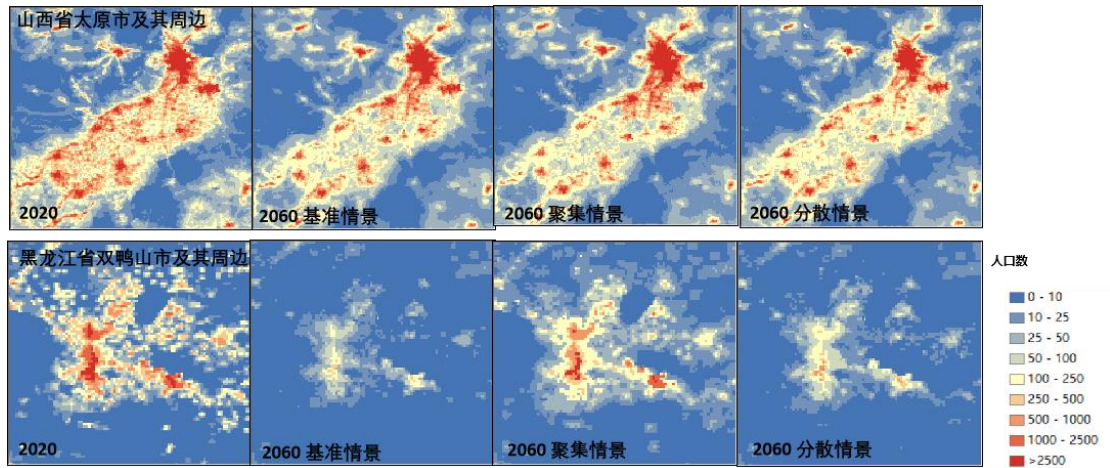 山西省太原市及其周边
2020
2060 基准情景
2060 聚集情景
2060 分散情景
黑龙江省双鸭山市及其周边
2020
2060 基准情景
2060 聚集情景
2060 分散情景
人口数
0 - 10
10 - 25
25 - 50
50 - 100
100 - 250
250 - 500
500 - 1000
1000 - 2500
>2500